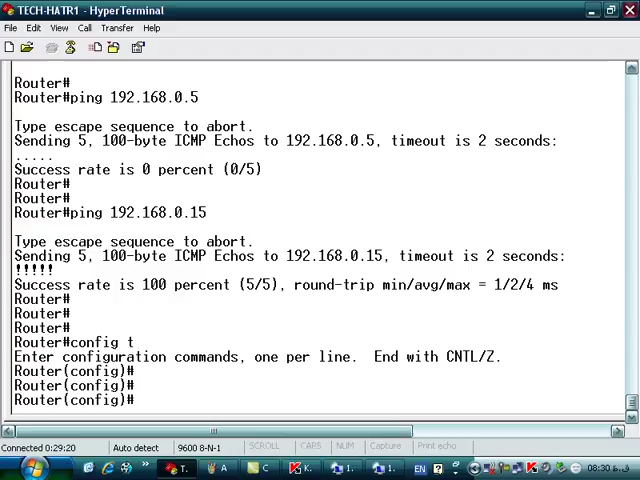 TECH-HATR1 - HyperTerminal
File Edit View Call Transfer Help
Router#
Router#ping 192.168.0.5
Type escape sequence to abort.
Sending 5, 100-byte ICMP Echos to 192.168.0.5, timeout is 2 seconds:
.....
Success rate is 0 percent (0/5)
Router#
Router#
Router#ping 192.168.0.15
Type escape sequence to abort.
Sending 5, 100-byte ICMP Echos to 192.168.0.15, timeout is 2 seconds:
!!!!!
Success rate is 100 percent (5/5), round-trip min/avg/max = 1/2/4 ms
Router#
Router#
Router#
Router#config t
Enter configuration commands, one per line.  End with CNTL/Z.
Router(config)#
Router(config)#
Router(config)#
Connected 0:29:20 Auto detect 9600 8-N-1 SCROLL CAPS NUM Capture Print echo
T. A C K. 1. 1. EN 08:30